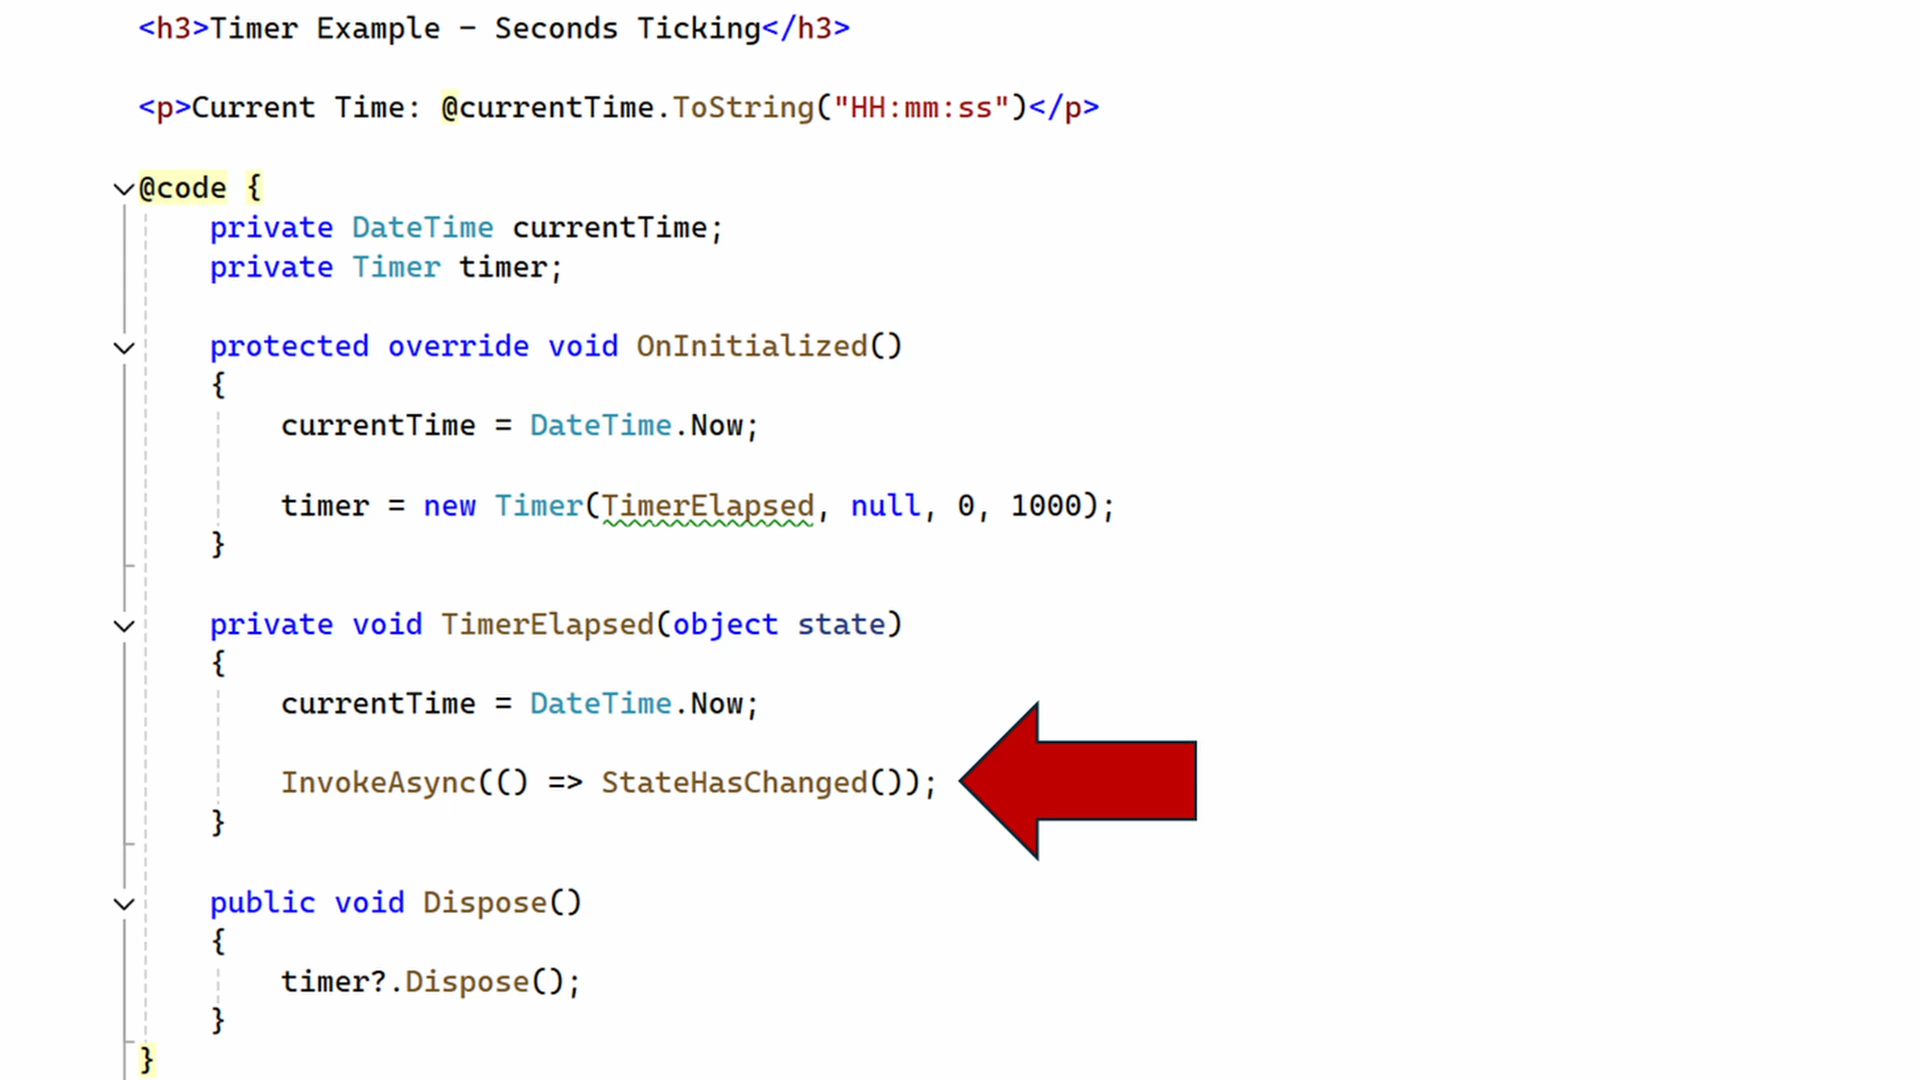 <h3>Timer Example - Seconds Ticking</h3>
<p>Current Time: @currentTime.ToString("HH:mm:ss")</p>
@code {
private DateTime currentTime;
private Timer timer;
protected override void OnInitialized()
{
currentTime = DateTime.Now;
timer = new Timer(TimerElapsed, null, 0, 1000);
}
private void TimerElapsed(object state)
{
currentTime = DateTime.Now;
InvokeAsync(() => StateHasChanged());
}
public void Dispose()
{
timer?.Dispose();
}
}